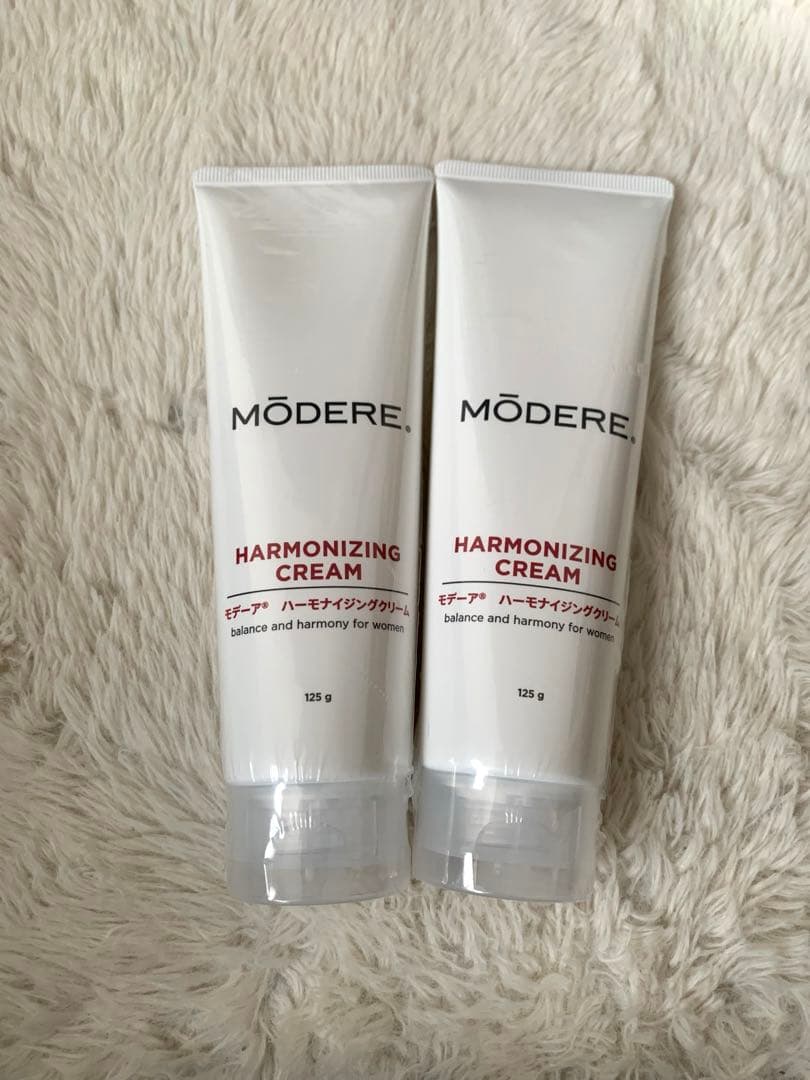 MŌDERE®
HARMONIZING
CREAM
モデーア® ハーモナイジングクリーム
balance and harmony for women
125 g
MŌDERE®
HARMONIZING
CREAM
モデーア® ハーモナイジングクリーム
balance and harmony for women
125 g